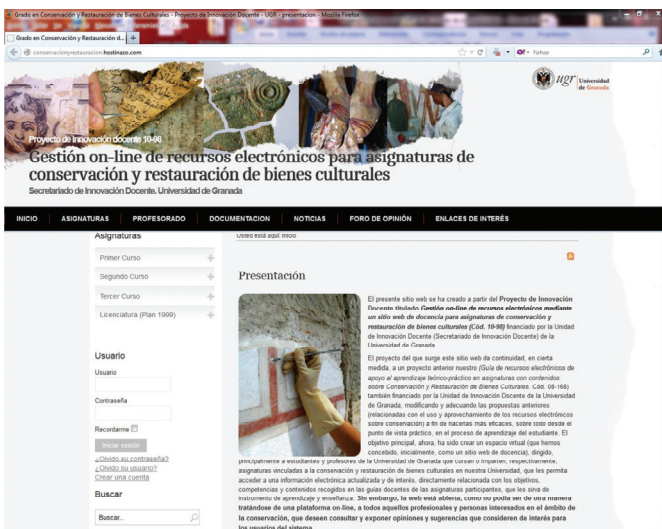 Grado en Conservación y Restauración de Bienes Culturales - Proyecto de Innovación Docente - UGR - presentacion - Mozilla Firefox
Grado en Conservación y Restauración d...
conservacionyrestauracion.hostinazo.com
Yahoo
ugr Universidad
de Granada
Proyecto de Innovación docente 10-98
Gestión on-line de recursos electrónicos para asignaturas de
conservación y restauración de bienes culturales
Secretariado de Innovación Docente. Universidad de Granada
INICIO ASIGNATURAS PROFESORADO DOCUMENTACION NOTICIAS FORO DE OPINIÓN ENLACES DE INTERÉS
Asignaturas
Primer Curso
Segundo Curso
Tercer Curso
Licenciatura (Plan 1999)
Usuario
Usuario
Contraseña
Recordarme
Iniciar sesión
¿Olvido su contraseña?
¿Olvido su usuario?
Crear una cuenta
Buscar
Buscar...
Usted está aquí: Inicio
Presentación
El presente sitio web se ha creado a partir del Proyecto de Innovación
Docente titulado Gestión on-line de recursos electrónicos mediante
un sitio web de docencia para asignaturas de conservación y
restauración de bienes culturales (Cód. 10-98) financiado por la Unidad
de Innovación Docente (Secretariado de Innovación Docente) de la
Universidad de Granada.
El proyecto del que surge este sitio web da continuidad, en cierta
medida, a un proyecto anterior nuestro (Guía de recursos electrónicos de
apoyo al aprendizaje teórico-práctico en asignaturas con contenidos
sobre Conservación y Restauración de Bienes Culturales. Cód. 08-168)
también financiado por la Unidad de Innovación Docente de la Universidad
de Granada, modificando y adecuando las propuestas anteriores
(relacionadas con el uso y aprovechamiento de los recursos electrónicos
sobre conservación) a fin de hacerlas más eficaces, sobre todo desde el
punto de vista práctico, en el proceso de aprendizaje del estudiante. El
objetivo principal, ahora, ha sido crear un espacio virtual (que hemos
concebido, inicialmente, como un sitio web de docencia), dirigido,
principalmente a estudiantes y profesores de la Universidad de Granada que cursan o imparten, respectivamente,
asignaturas vinculadas a la conservación y restauración de bienes culturales en nuestra Universidad, que les permita
acceder a una información electrónica actualizada y de interés, directamente relacionada con los objetivos,
competencias y contenidos recogidos en las guías docentes de las asignaturas participantes, que les sirva de
instrumento de aprendizaje y enseñanza. Sin embargo, la web está abierta, como no podía ser de otra manera
tratándose de una plataforma on-line, a todos aquellos profesionales y personas interesados en el ámbito de
la conservación, que deseen consultar y exponer opiniones y sugerencias que consideren de interés para
los usuarios del sistema.